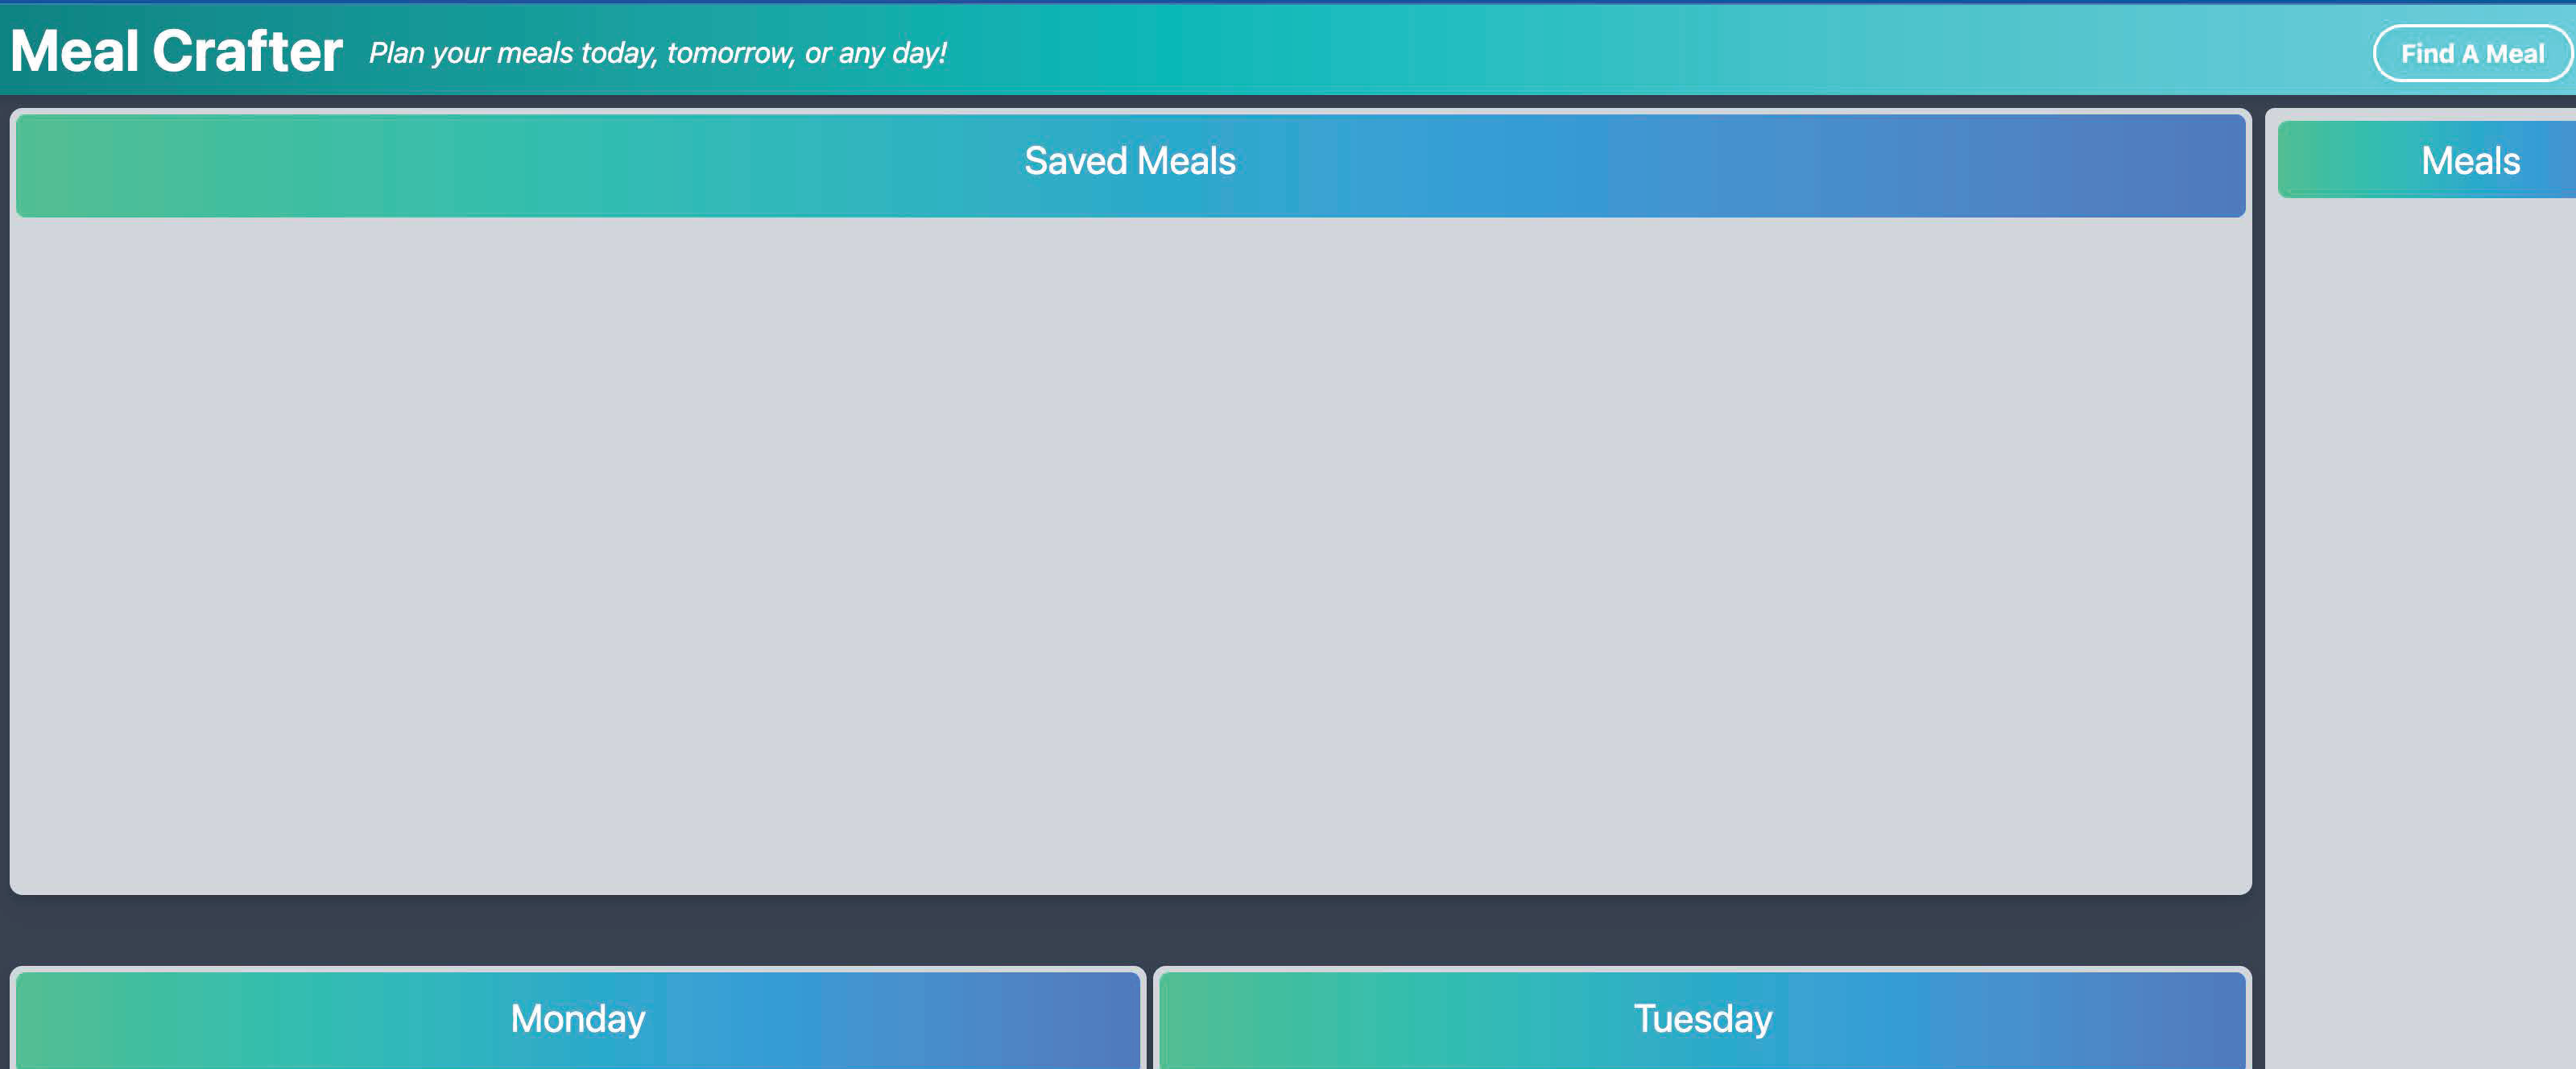 Meal Crafter Plan your meals today, tomorrow, or any day! Find A Meal
Saved Meals
Meals
Monday
Tuesday